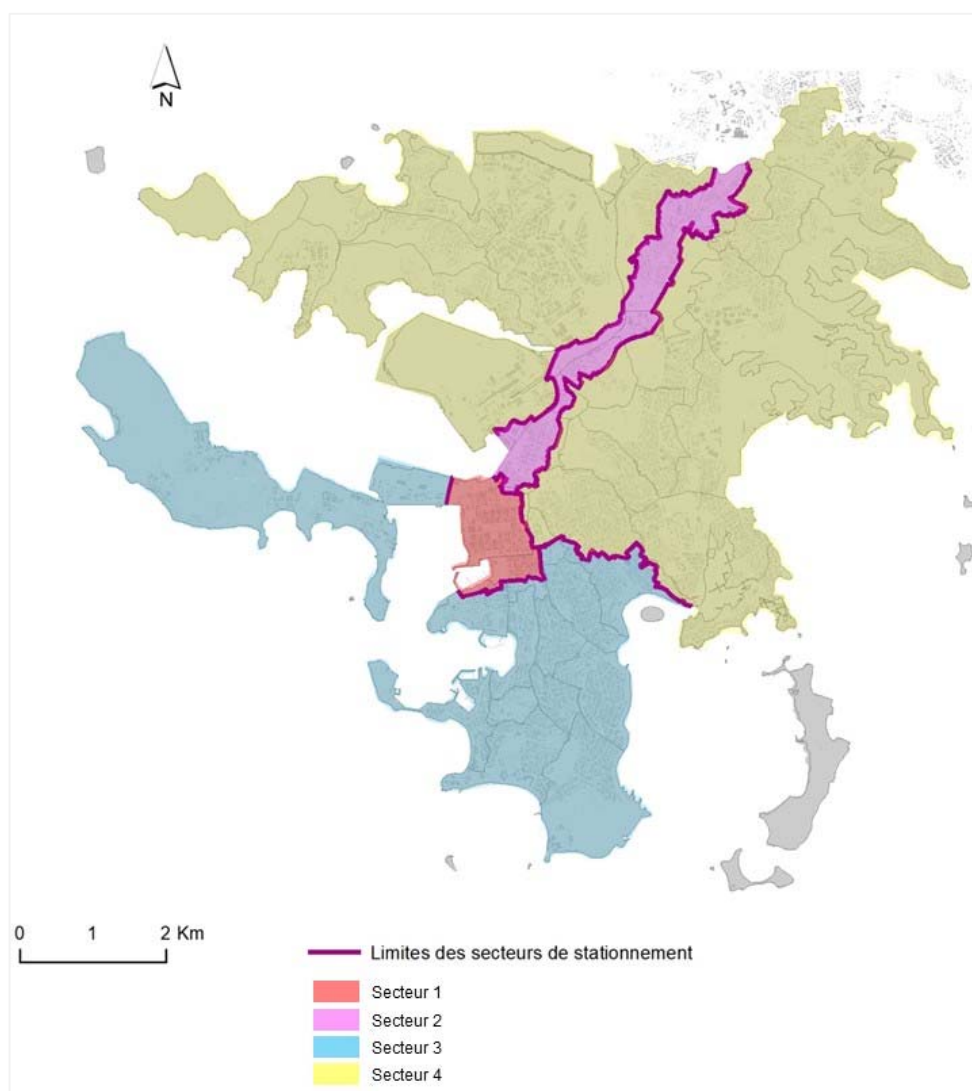 N
0 1 2 Km
Limites des secteurs de stationnement
Secteur 1
Secteur 2
Secteur 3
Secteur 4